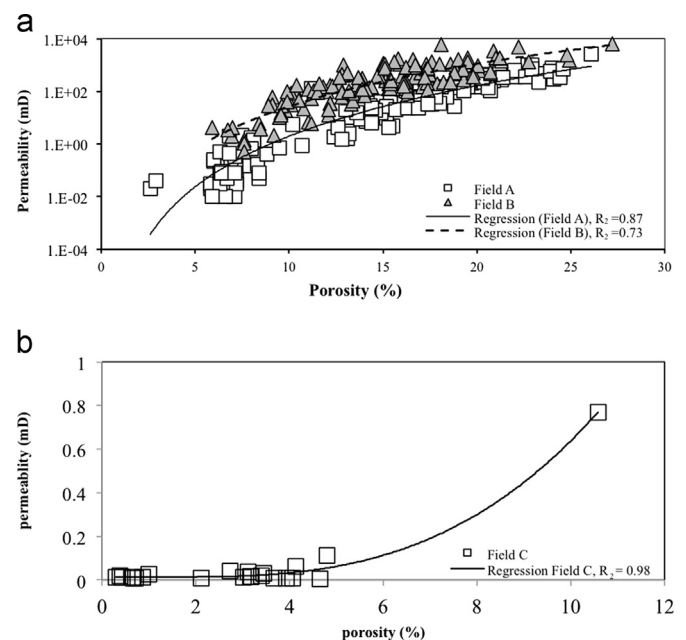 a
1.E+04
1.E+02
1.E+00
1.E-02
1.E-04
Permeability (mD)
Field A
Field B
Regression (Field A), R₂=0.87
Regression (Field B), R₂=0.73
0 5 10 15 20 25 30
Porosity (%)
b
1
0.8
0.6
0.4
0.2
0
permeablity (mD)
Field C
Regression Field C, R₂= 0.98
0 2 4 6 8 10 12
porosity (%)